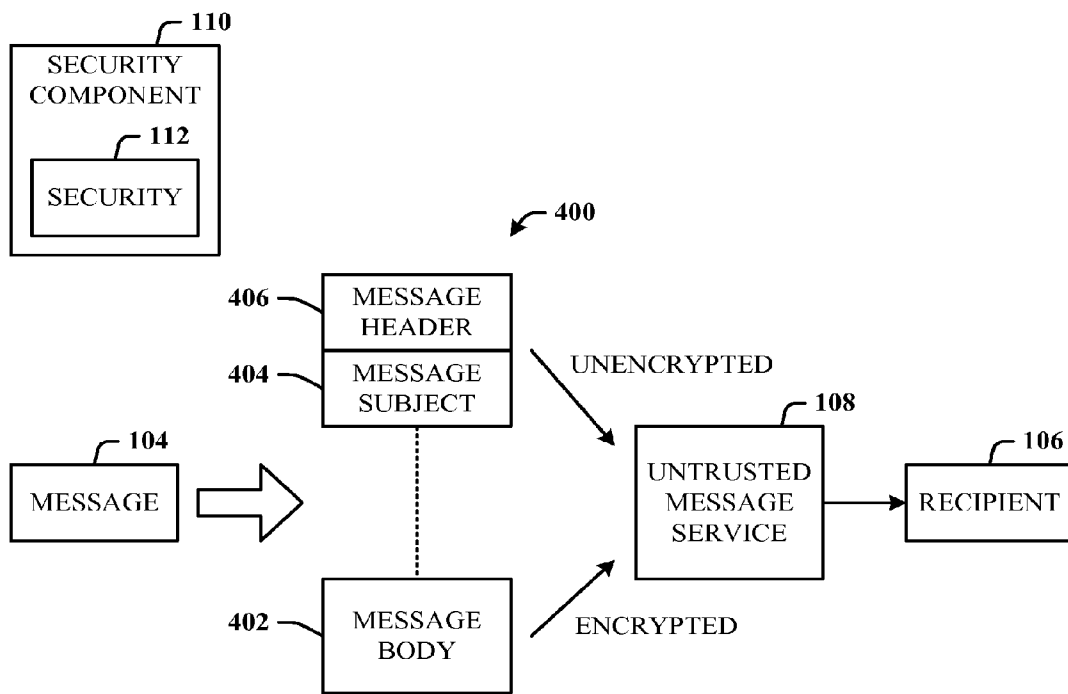 110
SECURITY
COMPONENT
112
SECURITY
400
406
MESSAGE
HEADER
404
MESSAGE
SUBJECT
UNENCRYPTED
104
MESSAGE
108
UNTRUSTED
MESSAGE
SERVICE
106
RECIPIENT
402
MESSAGE
BODY
ENCRYPTED